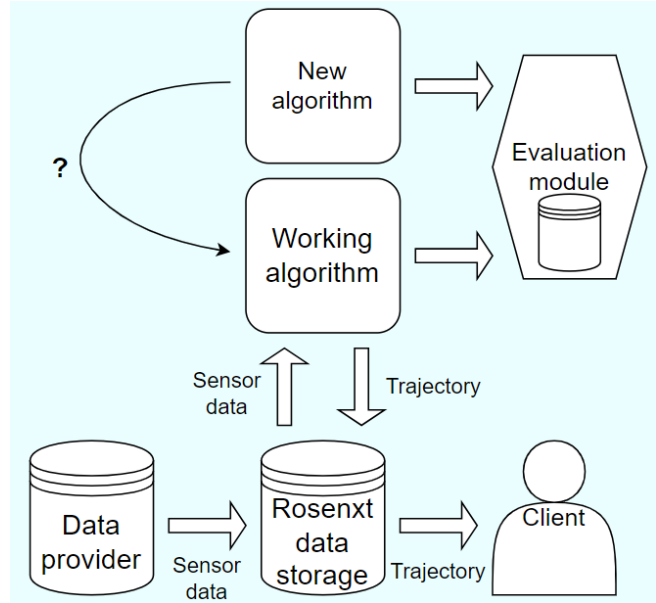 New
algorithm
Evaluation
module
?
Working
algorithm
Sensor
data
Trajectory
Data
provider
Sensor
data
Rosenxt
data
storage
Trajectory
Client